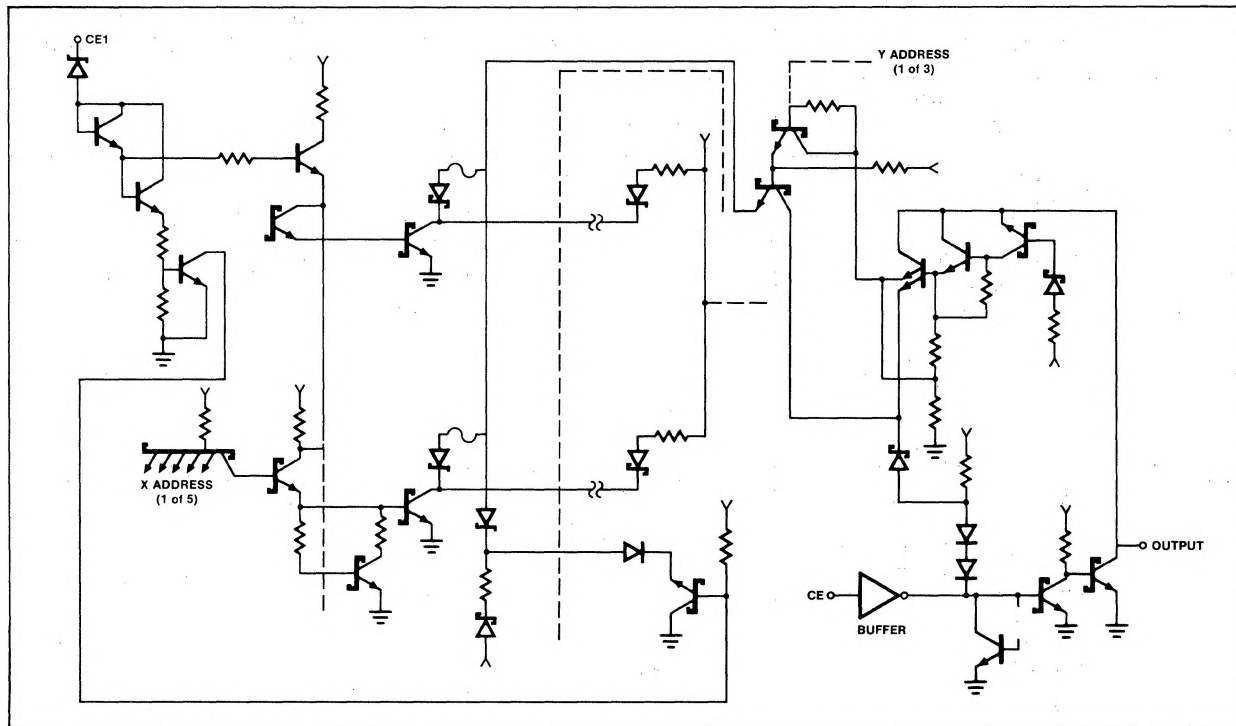 CE1
Y ADDRESS
(1 of 3)
X ADDRESS
(1 of 5)
OUTPUT
CE
BUFFER